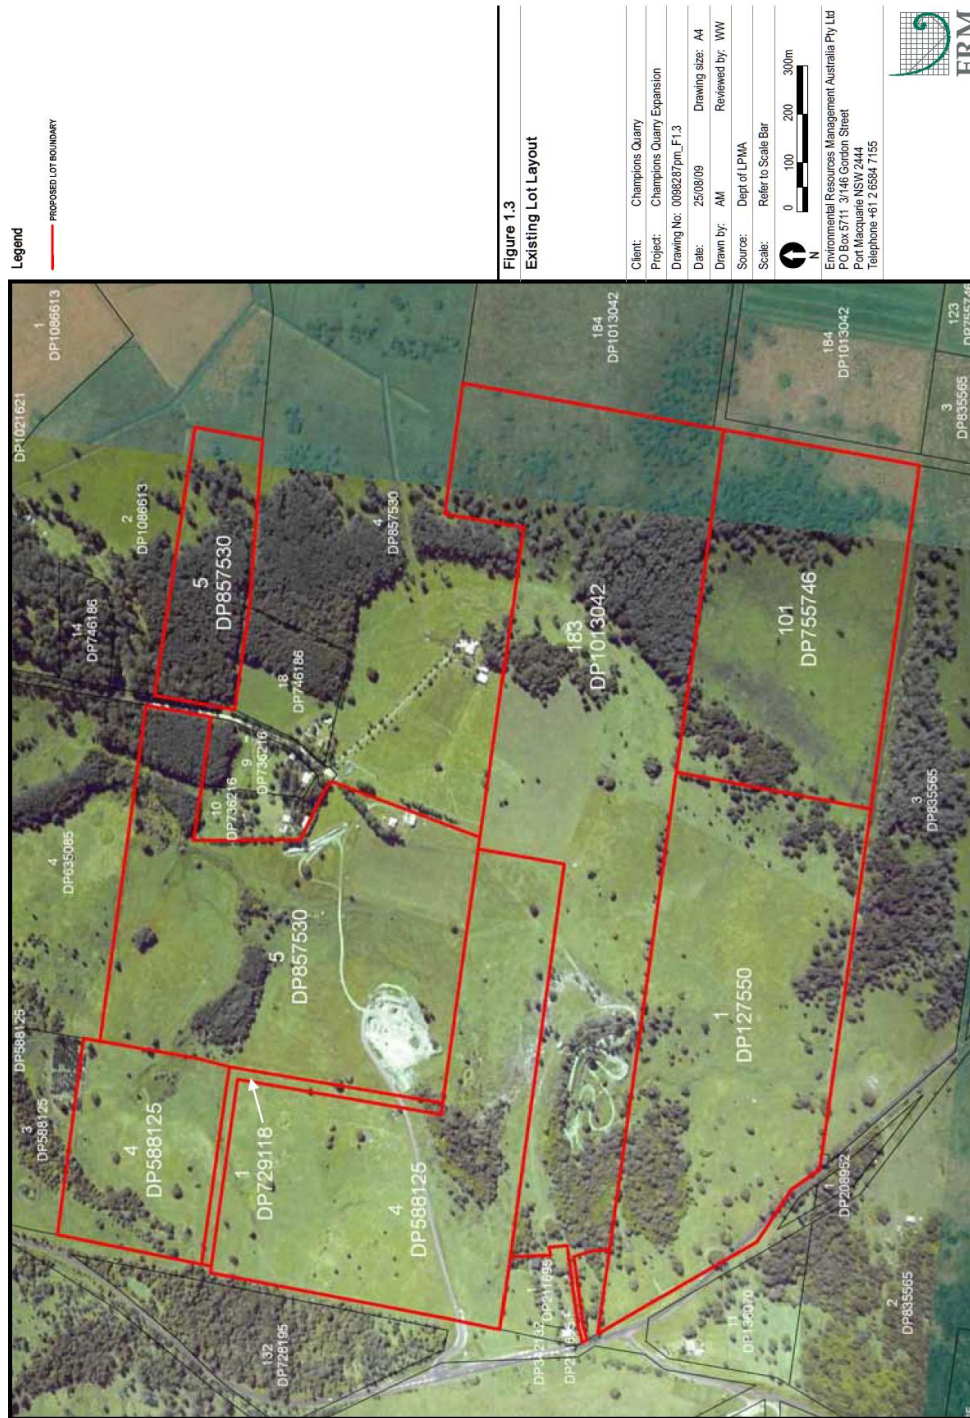 Legend
PROPOSED LOT BOUNDARY
Figure 1.3
Existing Lot Layout
Client: Champions Quarry
Project: Champions Quarry Expansion
Drawing No: 0098287pm_F1.3
Date: 25/08/09 Drawing size: A4
Drawn by: AM Reviewed by: WW
Source: Dept of LPMA
Scale: Refer to Scale Bar
0 100 200 300m
N
Environmental Resources Management Australia Pty Ltd
PO Box 5711 3/146 Gordon Street
Port Macquarie NSW 2444
Telephone +61 2 6584 7155
ERM
DP588125
3
DP588125
4
DP588125
1
DP729118
4
DP588125
132
DP728195
4
DP635085
5
DP857530
10
DP736216
9
DP736216
18
DP746186
14
DP746186
2
DP1086613
5
DP857530
DP1021621
1
DP1086613
4
DP857530
184
DP1013042
183
DP1013042
184
DP1013042
101
DP755746
1
DP127550
3
DP835565
3
DP835565
123
DP755746
1
DP208952
2
DP835565
11
DP136070
1
DP211695